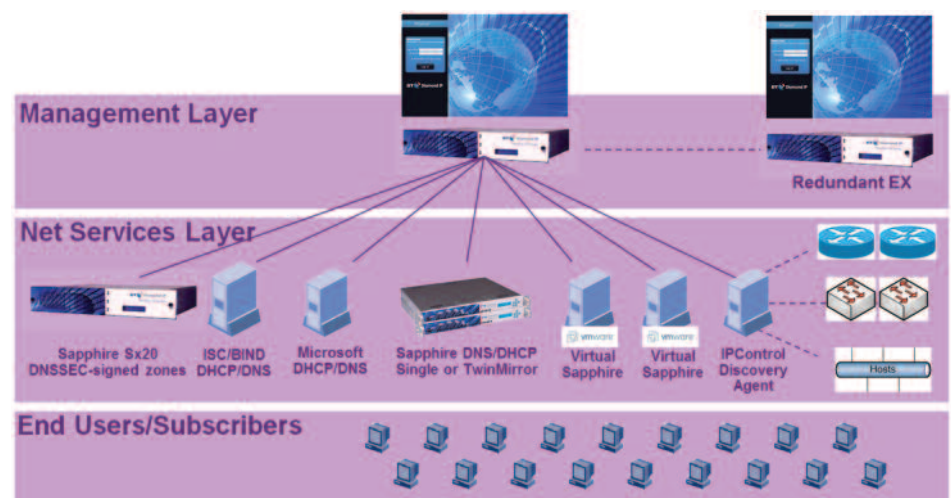 Management Layer
Redundant EX
Net Services Layer
Sapphire Sx20
DNSSEC-signed zones
ISC/BIND
DHCP/DNS
Microsoft
DHCP/DNS
Sapphire DNS/DHCP
Single or TwinMirror
vmware
Virtual
Sapphire
vmware
Virtual
Sapphire
IPControl
Discovery
Agent
Hosts
End Users/Subscribers